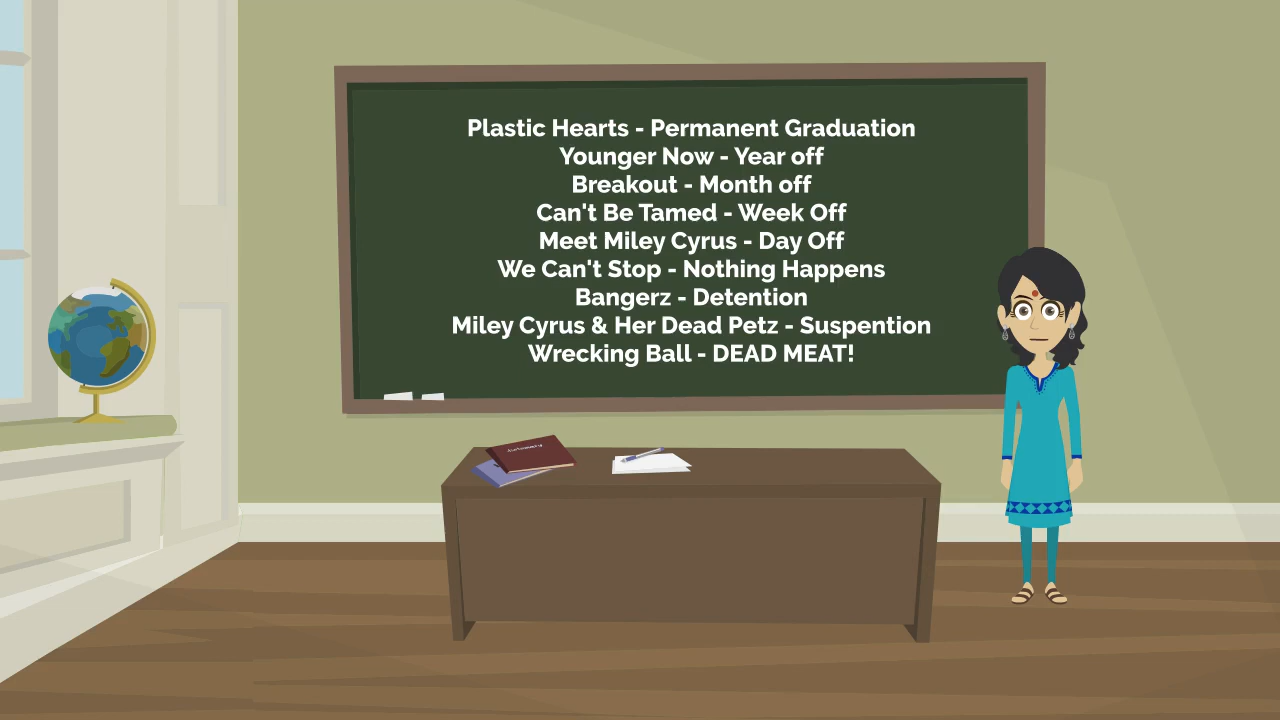 Plastic Hearts - Permanent Graduation
Younger Now - Year off
Breakout - Month off
Can't Be Tamed - Week Off
Meet Miley Cyrus - Day Off
We Can't Stop - Nothing Happens
Bangerz - Detention
Miley Cyrus & Her Dead Petz - Suspention
Wrecking Ball - DEAD MEAT!